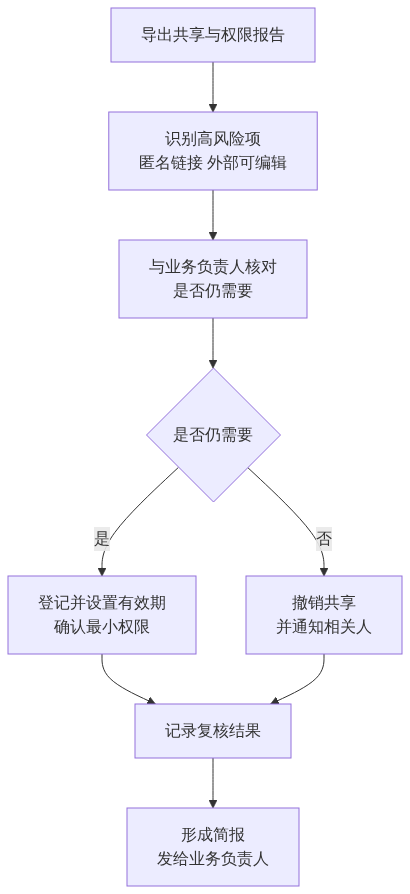 导出共享与权限报告
识别高风险项
匿名链接 外部可编辑
与业务负责人核对
是否仍需要
是否仍需要
是
否
登记并设置有效期
确认最小权限
撤销共享
并通知相关人
记录复核结果
形成简报
发给业务负责人